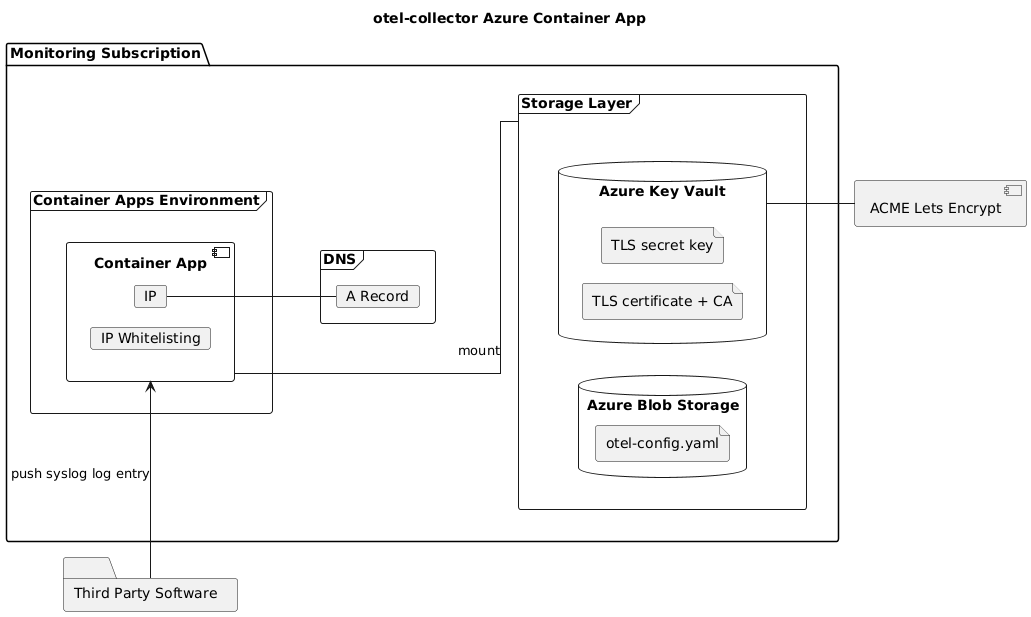 otel-collector Azure Container App
Monitoring Subscription
Storage Layer
Azure Key Vault
TLS secret key
TLS certificate + CA
ACME Lets Encrypt
Container Apps Environment
Container App
IP
IP Whitelisting
DNS
A Record
mount
Azure Blob Storage
otel-config.yaml
push syslog log entry
Third Party Software